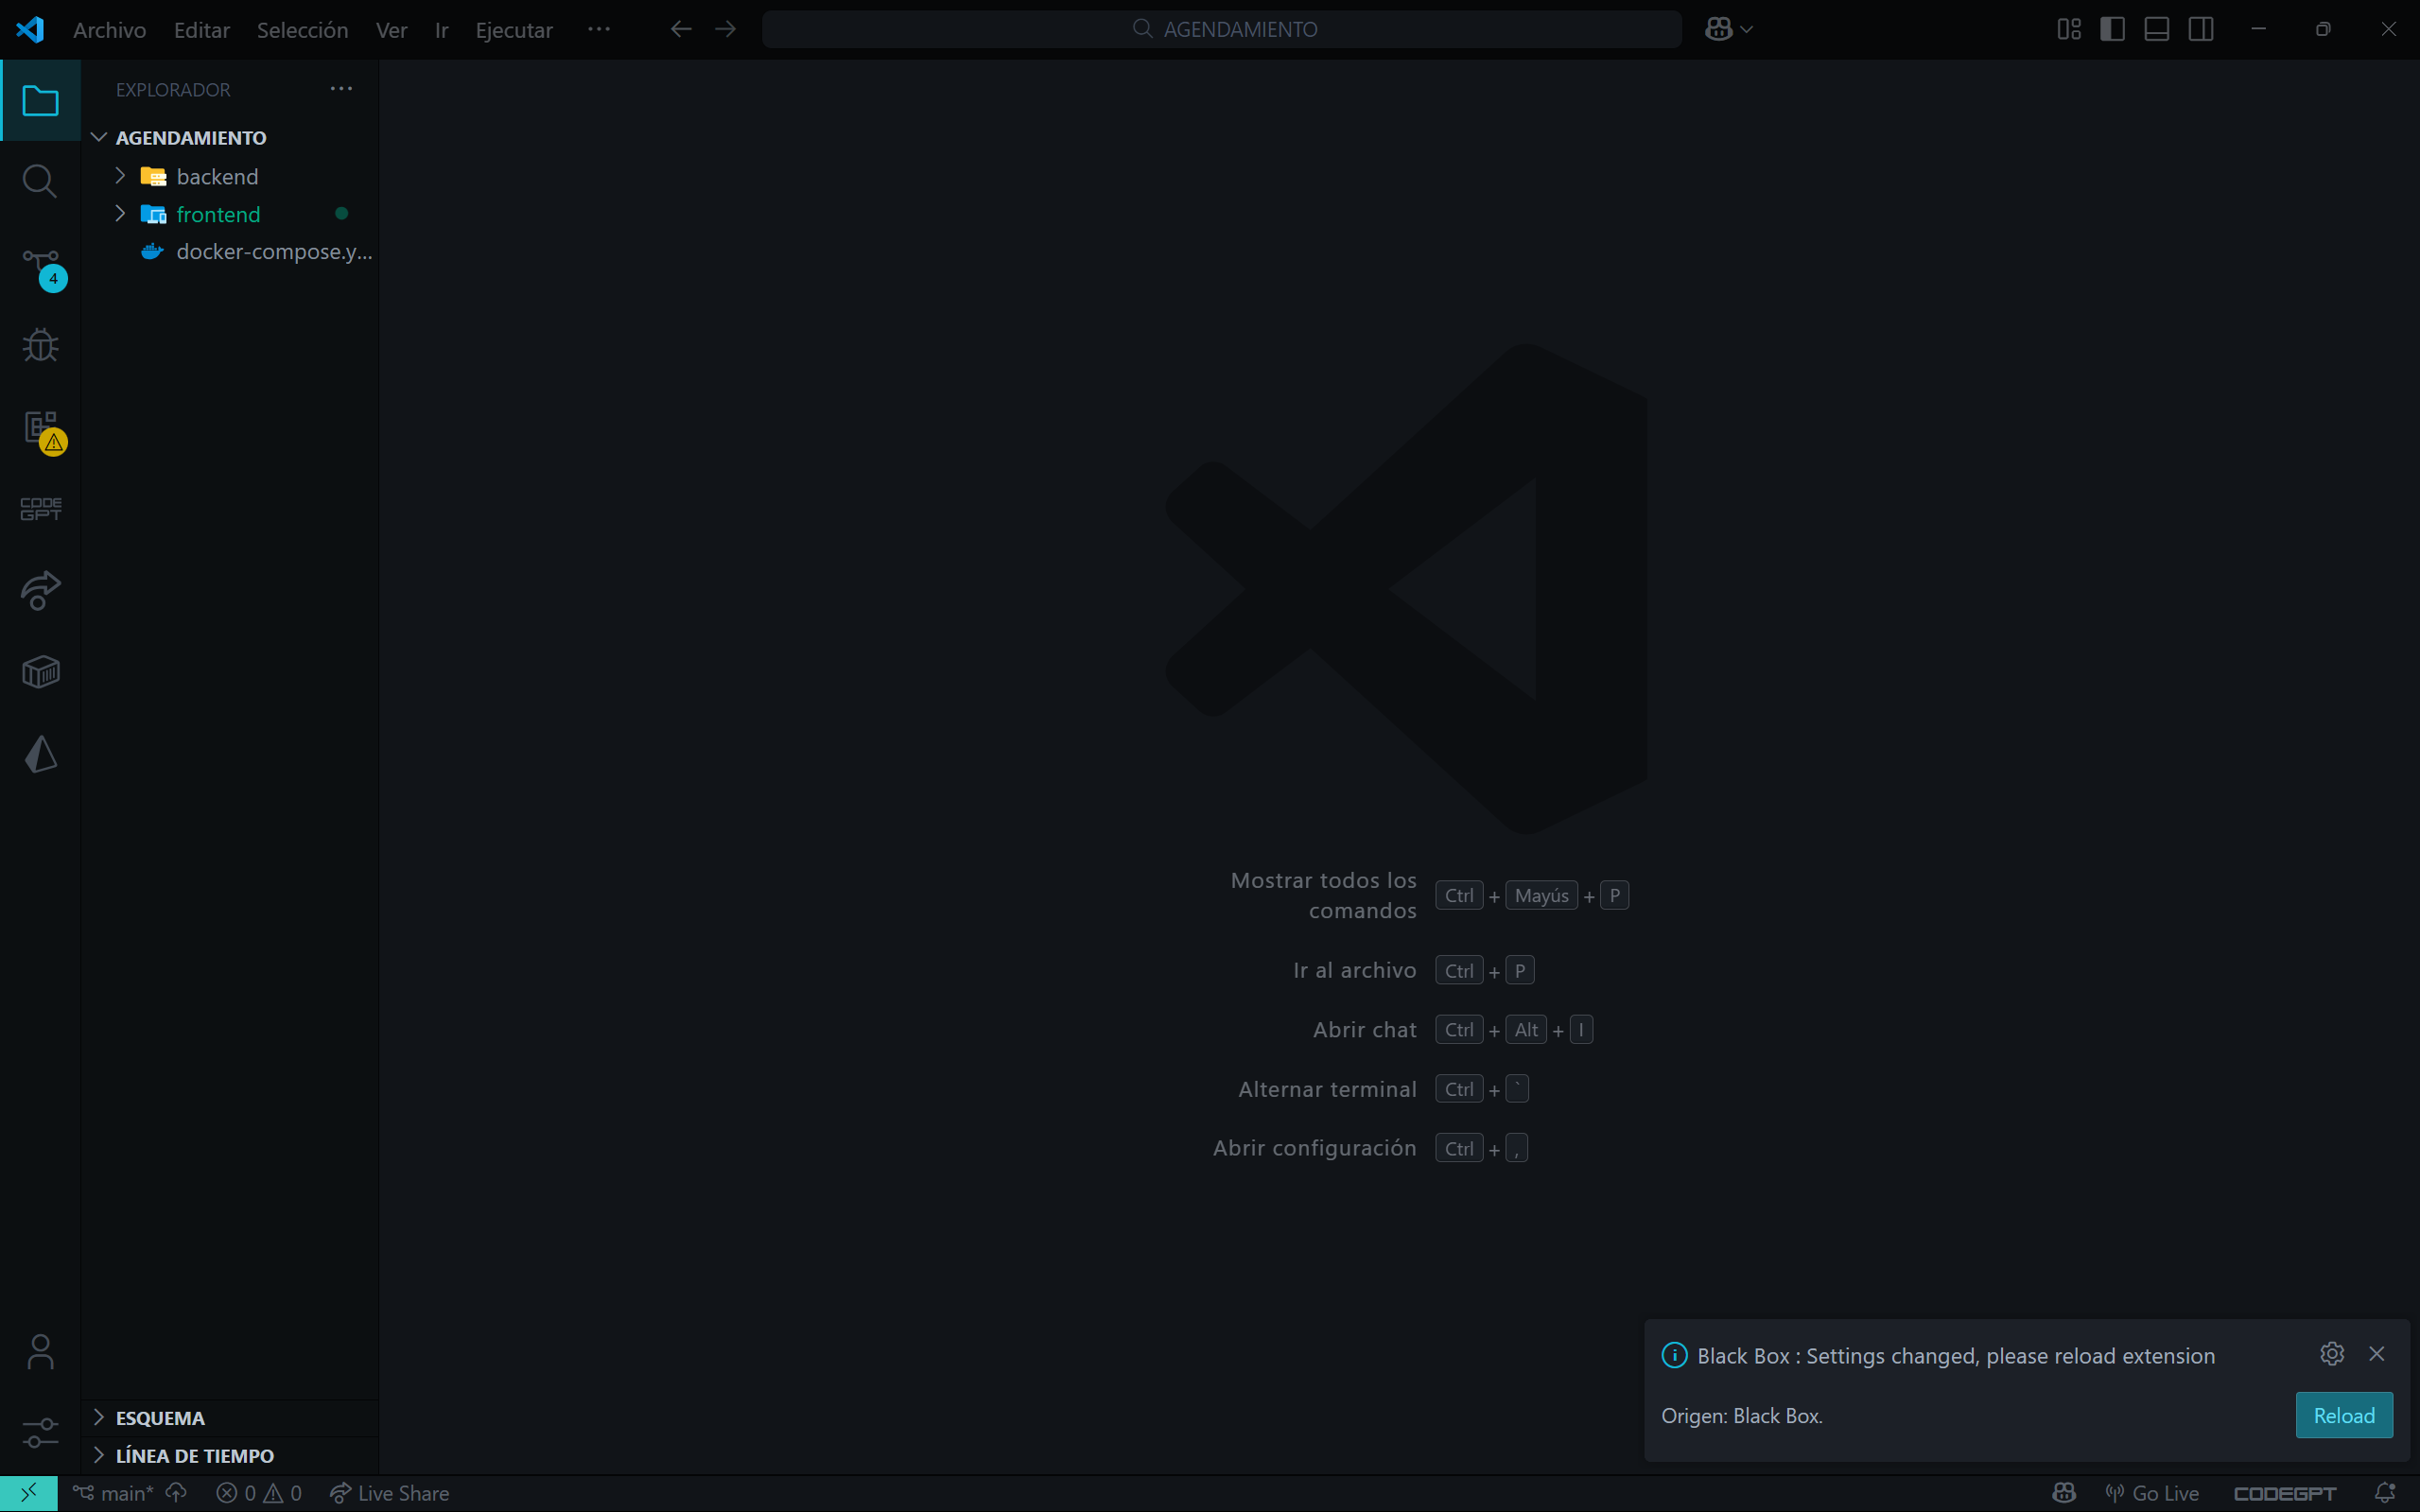 Archivo Editar Selección Ver Ir Ejecutar ··· AGENDAMIENTO
EXPLORADOR ···
AGENDAMIENTO
backend
frontend
docker-compose.y...
4
CODE
GPT
Mostrar todos los
comandos Ctrl + Mayús + P
Ir al archivo Ctrl + P
Abrir chat Ctrl + Alt + I
Alternar terminal Ctrl + `
Abrir configuración Ctrl + ,
Black Box : Settings changed, please reload extension
Origen: Black Box. Reload
ESQUEMA
LÍNEA DE TIEMPO
main* 0 0 Live Share Go Live CODEGPT